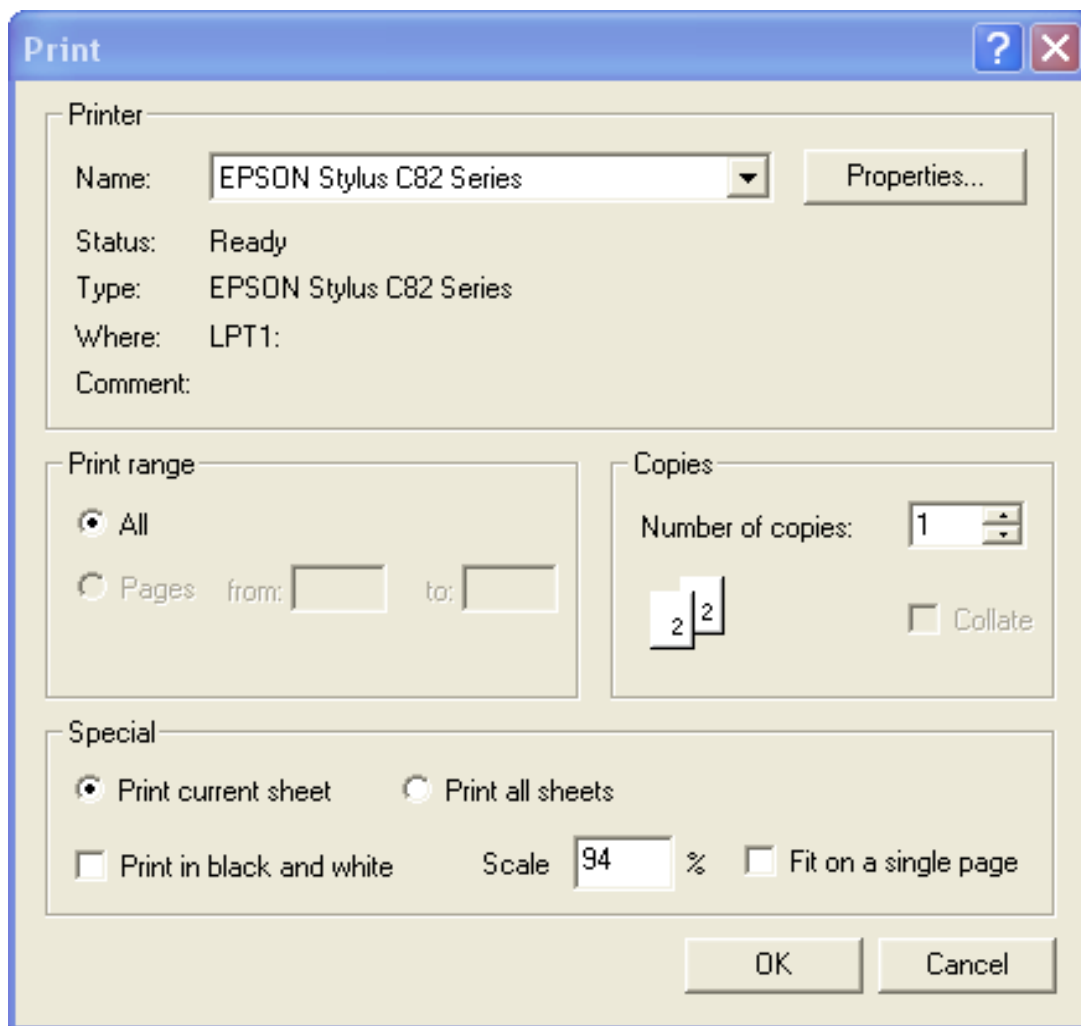 Print
Printer
Name: EPSON Stylus C82 Series Properties...
Status: Ready
Type: EPSON Stylus C82 Series
Where: LPT1:
Comment:
Print range
All
Pages from: to:
Copies
Number of copies: 1
2 2
Collate
Special
Print current sheet Print all sheets
Print in black and white Scale 94 % Fit on a single page
OK Cancel